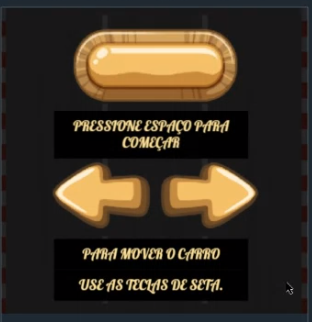 PRESSIONE ESPAÇO PARA
COMEÇAR
PARA MOVER O CARRO
USE AS TECLAS DE SETA.